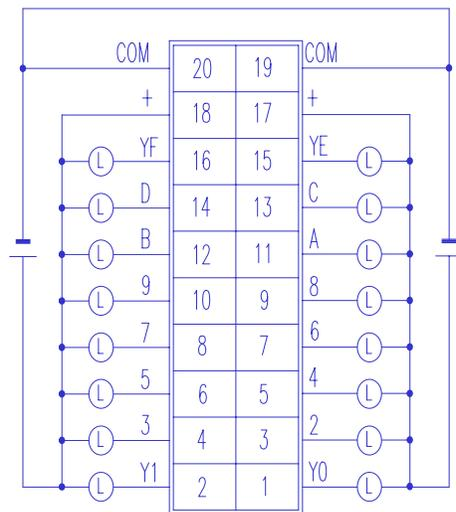 COM 20 19 COM
+ 18 17 +
L YF 16 15 YE L
L D 14 13 C L
L B 12 11 A L
L 9 10 9 8 L
L 7 8 7 6 L
L 5 6 5 4 L
L 3 4 3 2 L
L Y1 2 1 Y0 L